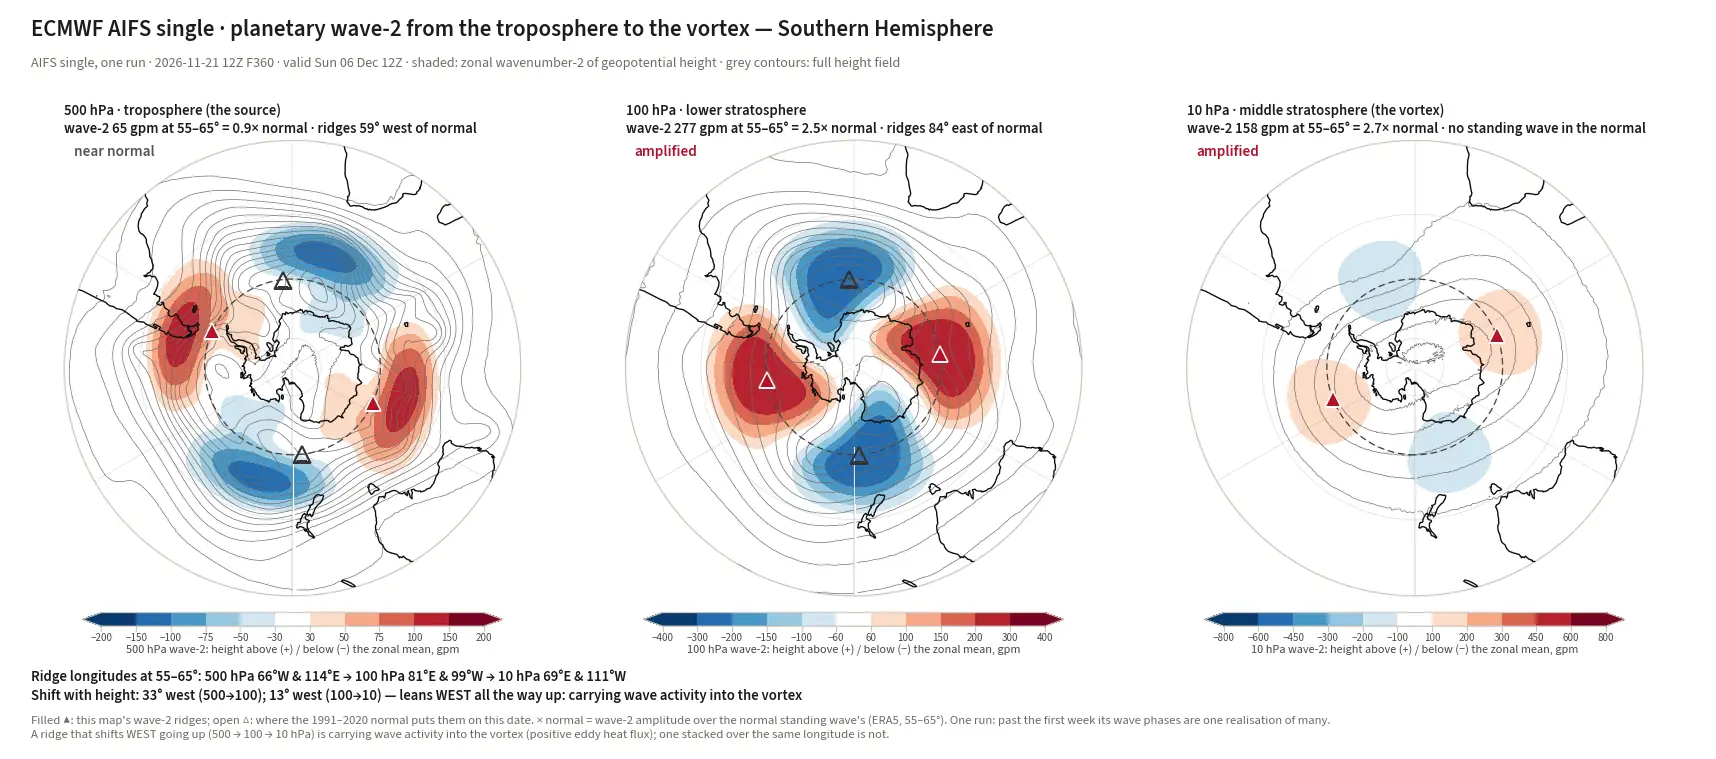 ECMWF AIFS single · planetary wave-2 from the troposphere to the vortex — Southern Hemisphere
AIFS single, one run · 2026-11-21 12Z F360 · valid Sun 06 Dec 12Z · shaded: zonal wavenumber-2 of geopotential height · grey contours: full height field
500 hPa · troposphere (the source)
wave-2 65 gpm at 55–65° = 0.9× normal · ridges 59° west of normal
near normal
100 hPa · lower stratosphere
wave-2 277 gpm at 55–65° = 2.5× normal · ridges 84° east of normal
amplified
10 hPa · middle stratosphere (the vortex)
wave-2 158 gpm at 55–65° = 2.7× normal · no standing wave in the normal
amplified
−200 −150 −100 −75 −50 −30 30 50 75 100 150 200
500 hPa wave-2: height above (+) / below (−) the zonal mean, gpm
−400 −300 −200 −150 −100 −60 60 100 150 200 300 400
100 hPa wave-2: height above (+) / below (−) the zonal mean, gpm
−800 −600 −450 −300 −200 −100 100 200 300 450 600 800
10 hPa wave-2: height above (+) / below (−) the zonal mean, gpm
Ridge longitudes at 55–65°: 500 hPa 66°W & 114°E → 100 hPa 81°E & 99°W → 10 hPa 69°E & 111°W
Shift with height: 33° west (500→100); 13° west (100→10) — leans WEST all the way up: carrying wave activity into the vortex
Filled ▲: this map's wave-2 ridges; open △: where the 1991–2020 normal puts them on this date. × normal = wave-2 amplitude over the normal standing wave's (ERA5, 55–65°). One run: past the first week its wave phases are one realisation of many.
A ridge that shifts WEST going up (500 → 100 → 10 hPa) is carrying wave activity into the vortex (positive eddy heat flux); one stacked over the same longitude is not.